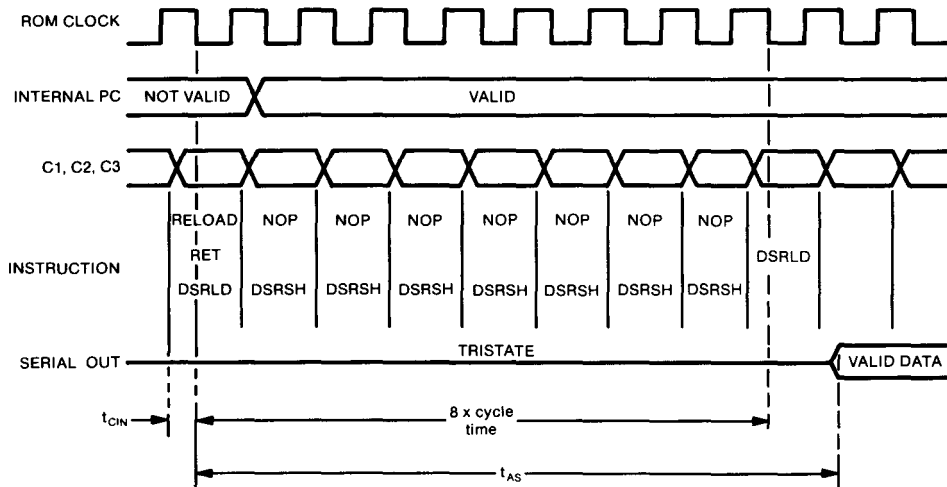 ROM CLOCK
INTERNAL PC NOT VALID VALID
C1, C2, C3
RELOAD NOP NOP NOP NOP NOP NOP NOP
INSTRUCTION RET DSRLD
DSRLD DSRSH DSRSH DSRSH DSRSH DSRSH DSRSH DSRSH
TRISTATE
SERIAL OUT VALID DATA
tCIN 8 x cycle
time
tAS